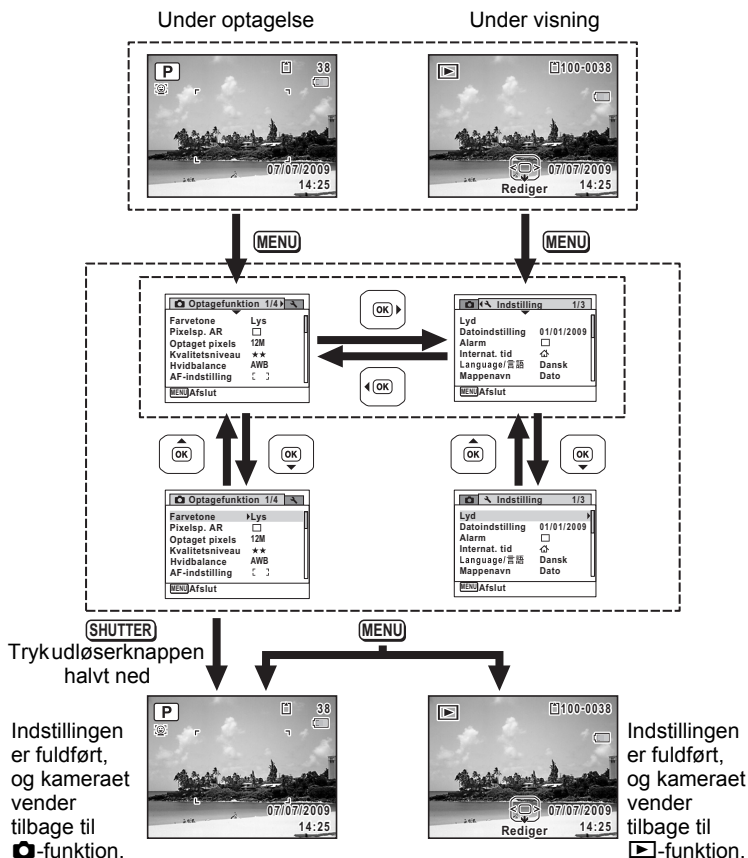 Under optagelse
Under visning
P
38
07/07/2009
14:25
100-0038
07/07/2009
14:25
Rediger
MENU
MENU
Optagefunktion 1/4
Farvetone Lys
Pixelsp. AR
Optaget pixels 12M
Kvalitetsniveau ★★
Hvidbalance AWB
AF-indstilling
MENU Afslut
OK
OK
Indstilling 1/3
Lyd
Datoindstilling 01/01/2009
Alarm
Internat. tid
Language/言語 Dansk
Mappenavn Dato
MENU Afslut
OK
OK
OK
OK
Optagefunktion 1/4
Farvetone Lys
Pixelsp. AR
Optaget pixels 12M
Kvalitetsniveau ★★
Hvidbalance AWB
AF-indstilling
MENU Afslut
Indstilling 1/3
Lyd
Datoindstilling 01/01/2009
Alarm
Internat. tid
Language/言語 Dansk
Mappenavn Dato
MENU Afslut
SHUTTER
Tryk udløserknappen
halvt ned
MENU
Indstillingen
er fuldført,
og kameraet
vender
tilbage til
-funktion.
P
38
07/07/2009
14:25
100-0038
07/07/2009
14:25
Rediger
Indstillingen
er fuldført,
og kameraet
vender
tilbage til
-funktion.